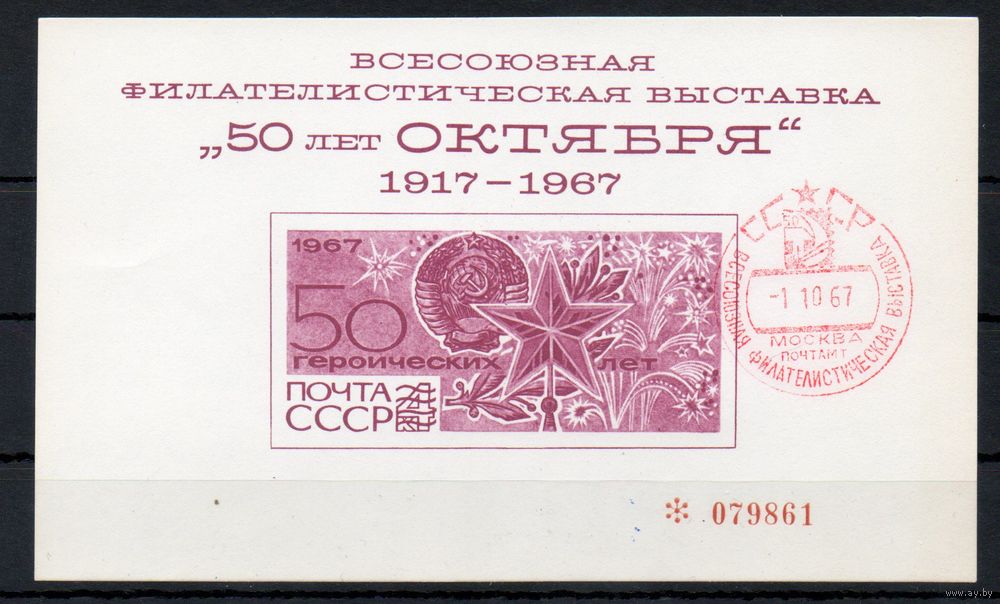 ВСЕСОЮЗНАЯ
ФИЛАТЕЛИСТИЧЕСКАЯ ВЫСТАВКА
„50 ЛЕТ ОКТЯБРЯ“
1917–1967
1967
50
ГЕРОИЧЕСКИХ ЛЕТ
ПОЧТА
СССР
СССР
-1 10 67
МОСКВА
ПОЧТАМТ
ВСЕСОЮЗНАЯ ФИЛАТЕЛИСТИЧЕСКАЯ ВЫСТАВКА
* 079861
www.ay.by